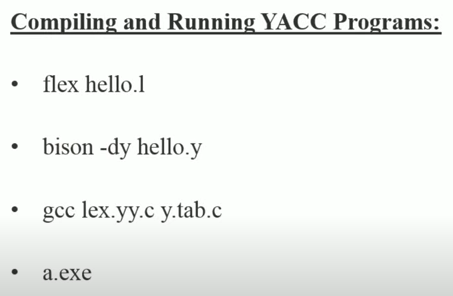 Compiling and Running YACC Programs:
• flex hello.l
• bison -dy hello.y
• gcc lex.yy.c y.tab.c
• a.exe